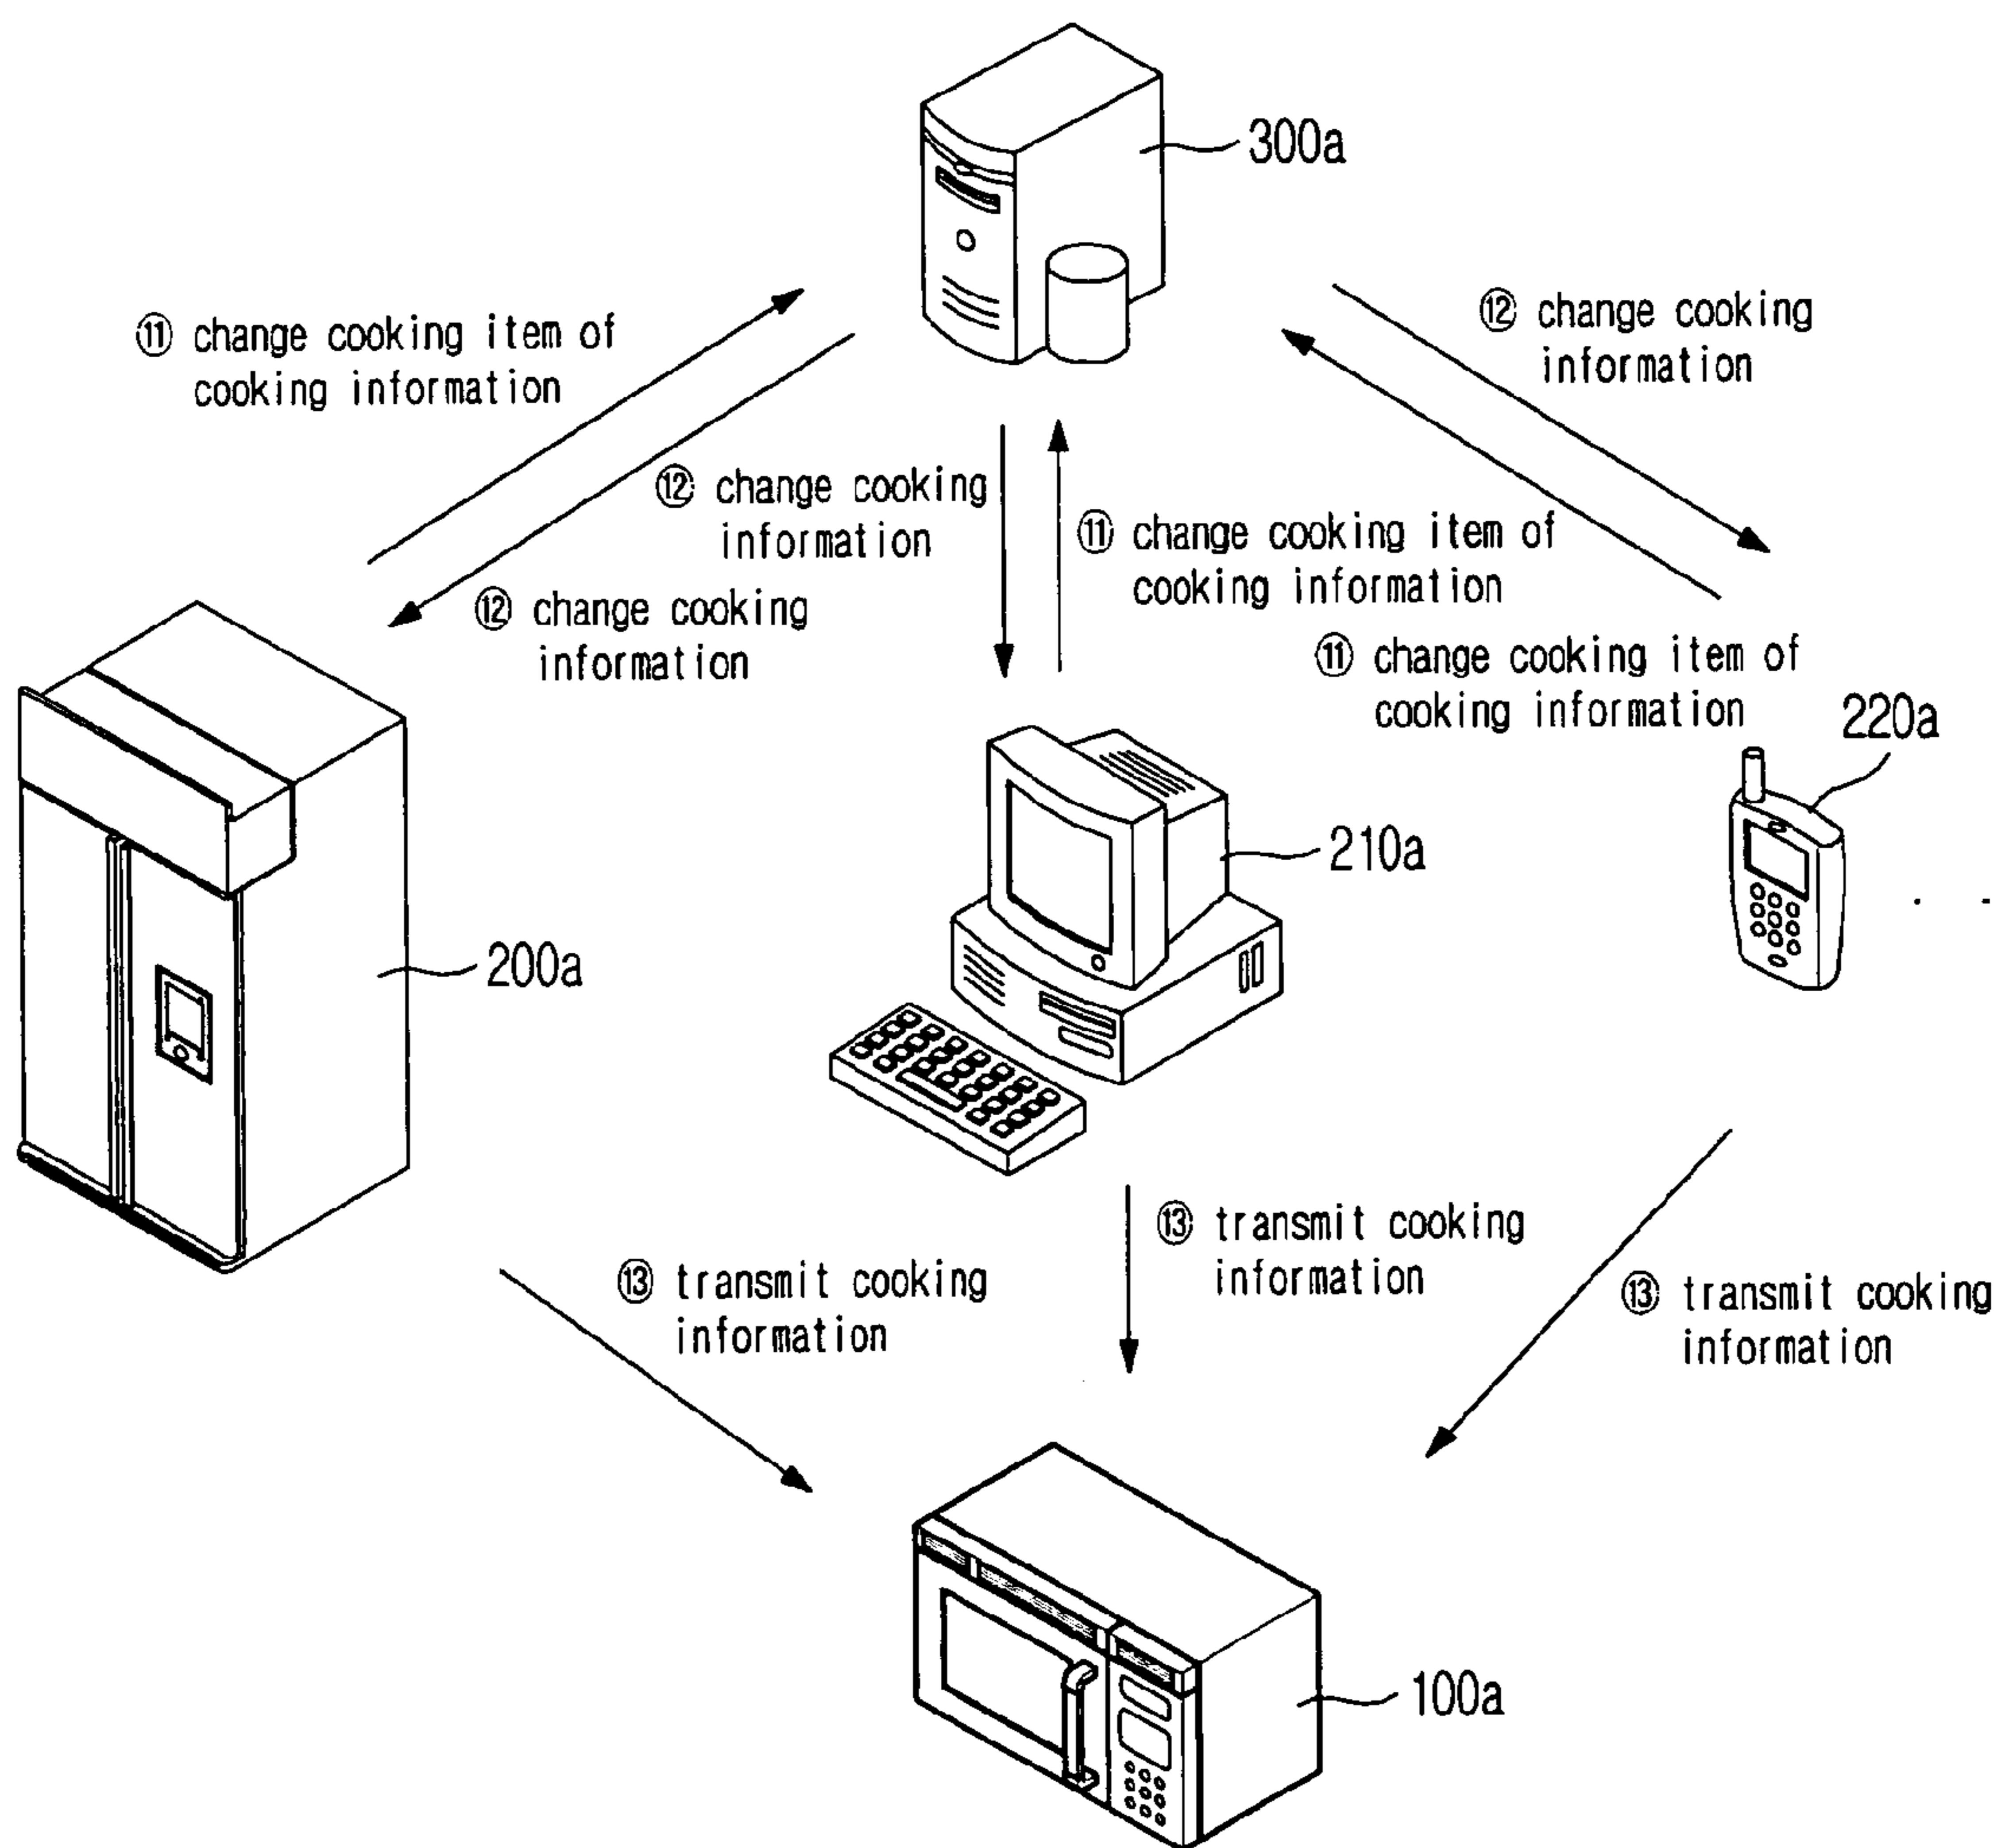 300a
⑪ change cooking item of
cooking information
⑫ change cooking
information
⑫ change cooking
information
⑪ change cooking item of
cooking information
⑫ change cooking
information
⑪ change cooking item of
cooking information
220a
210a
200a
⑬ transmit cooking
information
⑬ transmit cooking
information
⑬ transmit cooking
information
100a